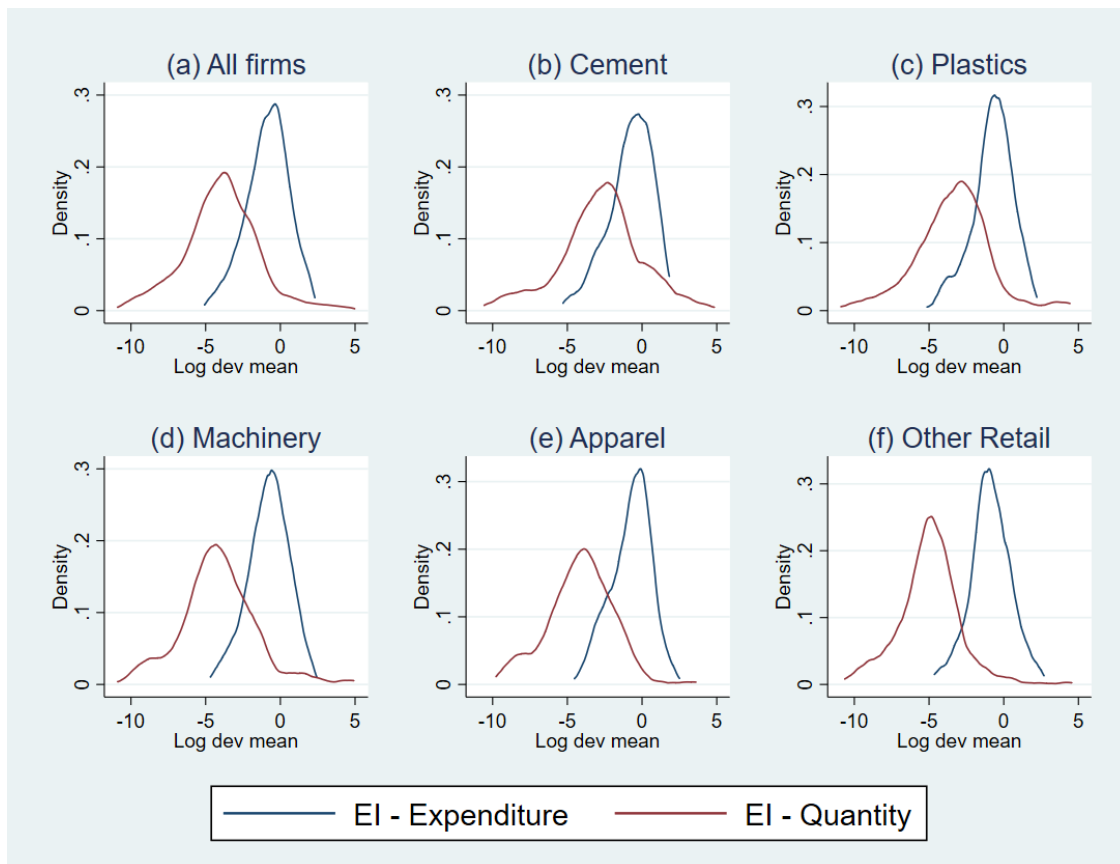 (a) All firms
(b) Cement
(c) Plastics
Density
0
.1
.2
.3
-10
-5
0
5
Log dev mean
Density
0
.1
.2
.3
-10
-5
0
5
Log dev mean
Density
0
.1
.2
.3
-10
-5
0
5
Log dev mean
(d) Machinery
(e) Apparel
(f) Other Retail
Density
0
.1
.2
.3
-10
-5
0
5
Log dev mean
Density
0
.1
.2
.3
-10
-5
0
5
Log dev mean
Density
0
.1
.2
.3
-10
-5
0
5
Log dev mean
EI - Expenditure
EI - Quantity